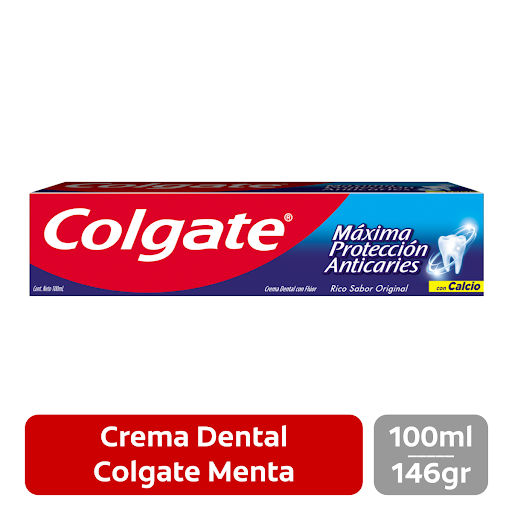 Colgate®
Máxima
Protección
Anticaries
con Calcio
Cont. Neto 100mL
Crema Dental con Flúor
Rico Sabor Original
Crema Dental
Colgate Menta
100ml
146gr